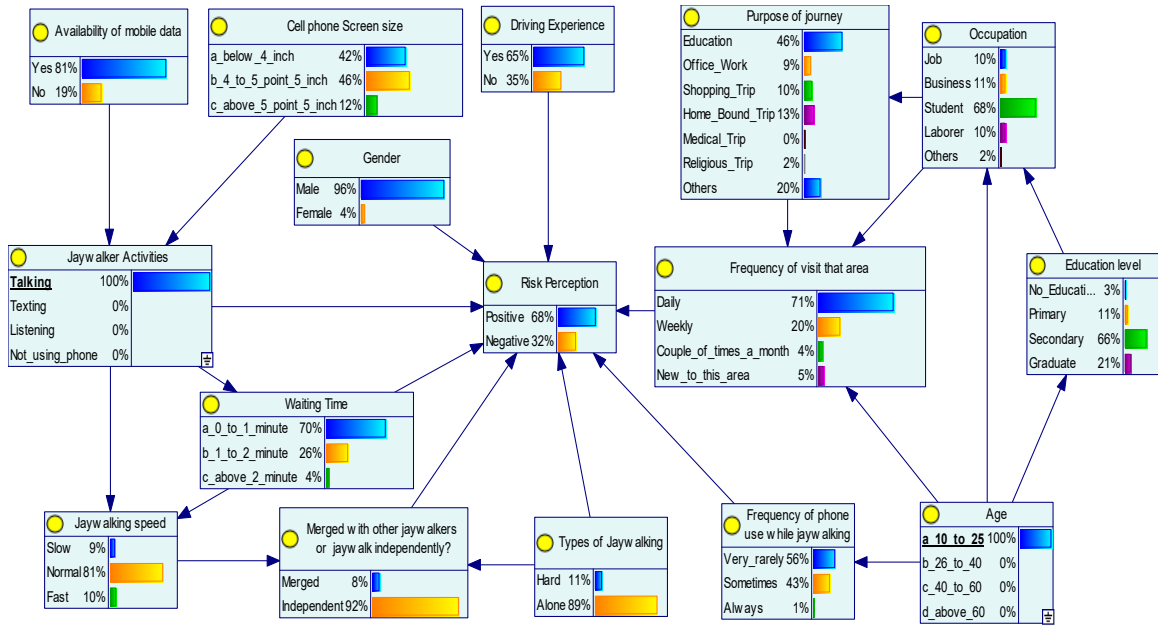 Availability of mobile data
Yes 81%
No 19%
Cell phone Screen size
a_below_4_inch 42%
b_4_to_5_point_5_inch 46%
c_above_5_point_5_inch 12%
Driving Experience
Yes 65%
No 35%
Purpose of journey
Education 46%
Office_Work 9%
Shopping_Trip 10%
Home_Bound_Trip 13%
Medical_Trip 0%
Religious_Trip 2%
Others 20%
Occupation
Job 10%
Business 11%
Student 68%
Laborer 10%
Others 2%
Gender
Male 96%
Female 4%
Jaywalker Activities
Talking 100%
Texting 0%
Listening 0%
Not_using_phone 0%
Risk Perception
Positive 68%
Negative 32%
Frequency of visit that area
Daily 71%
Weekly 20%
Couple_of_times_a_month 4%
New_to_this_area 5%
Education level
No_Educati... 3%
Primary 11%
Secondary 66%
Graduate 21%
Waiting Time
a_0_to_1_minute 70%
b_1_to_2_minute 26%
c_above_2_minute 4%
Jaywalking speed
Slow 9%
Normal 81%
Fast 10%
Merged with other jaywalkers
or jaywalk independently?
Merged 8%
Independent 92%
Types of Jaywalking
Hard 11%
Alone 89%
Frequency of phone
use while jaywalking
Very_rarely 56%
Sometimes 43%
Always 1%
Age
a_10_to_25 100%
b_26_to_40 0%
c_40_to_60 0%
d_above_60 0%